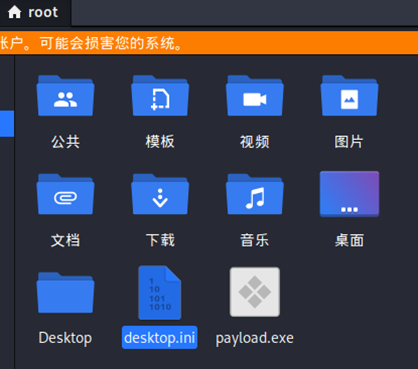 root
账户。可能会损害您的系统。
公共 模板 视频 图片
文档 下载 音乐 桌面
1
10
101
1010
Desktop desktop.ini payload.exe